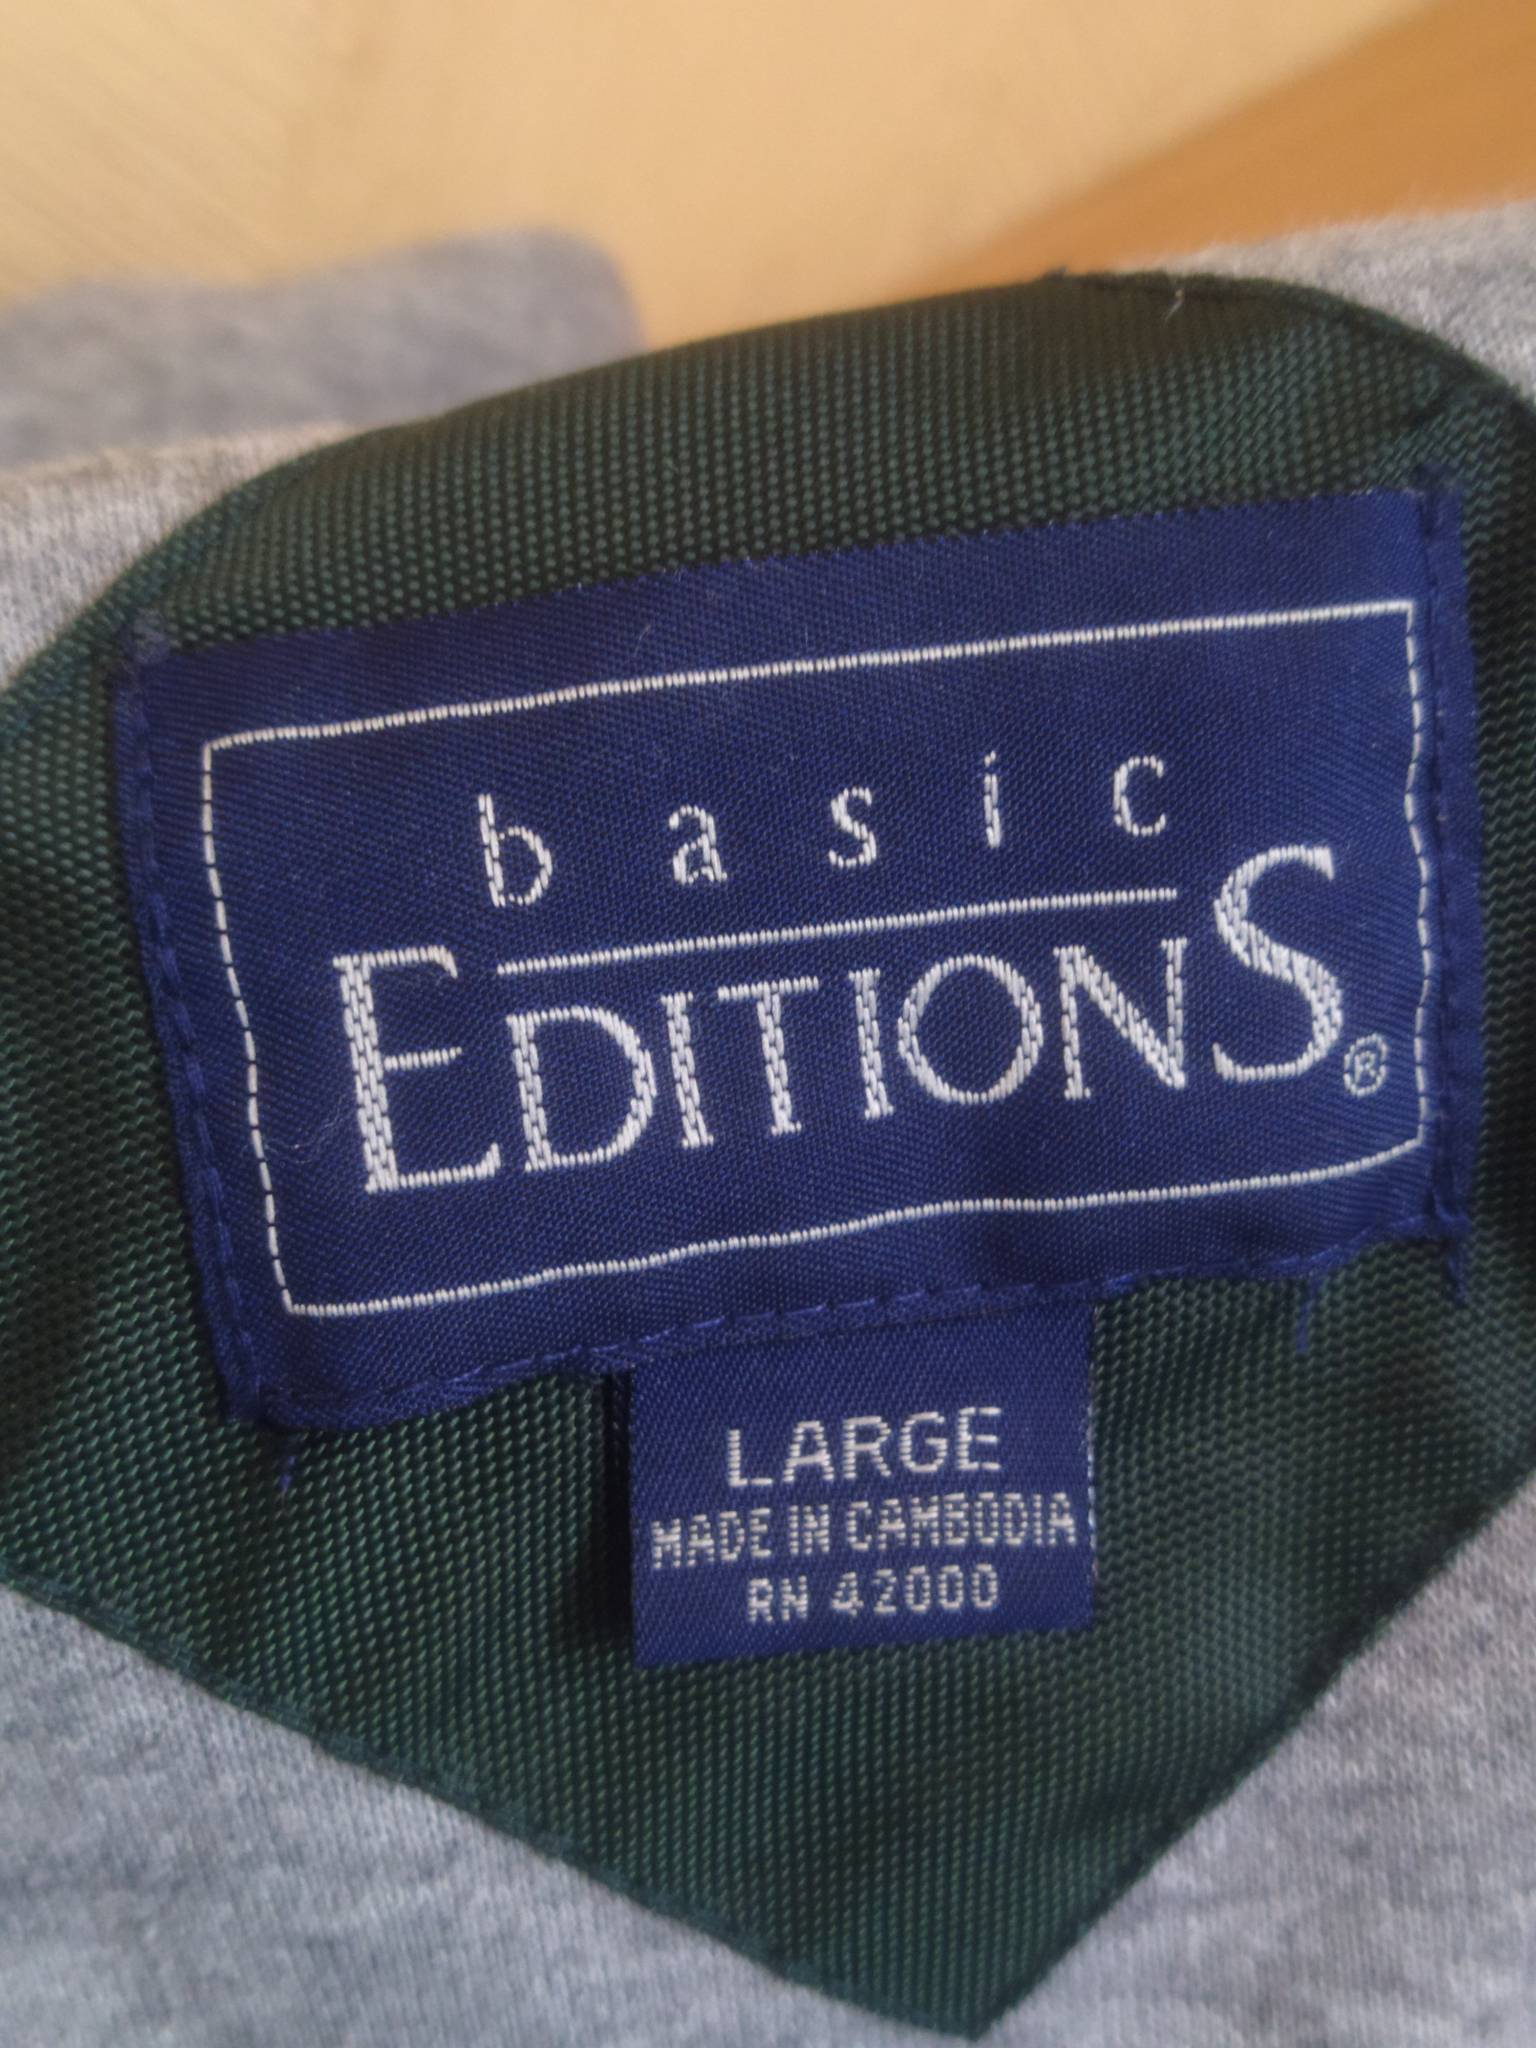 basic
EDITIONS®
LARGE
MADE IN CAMBODIA
RN 42000